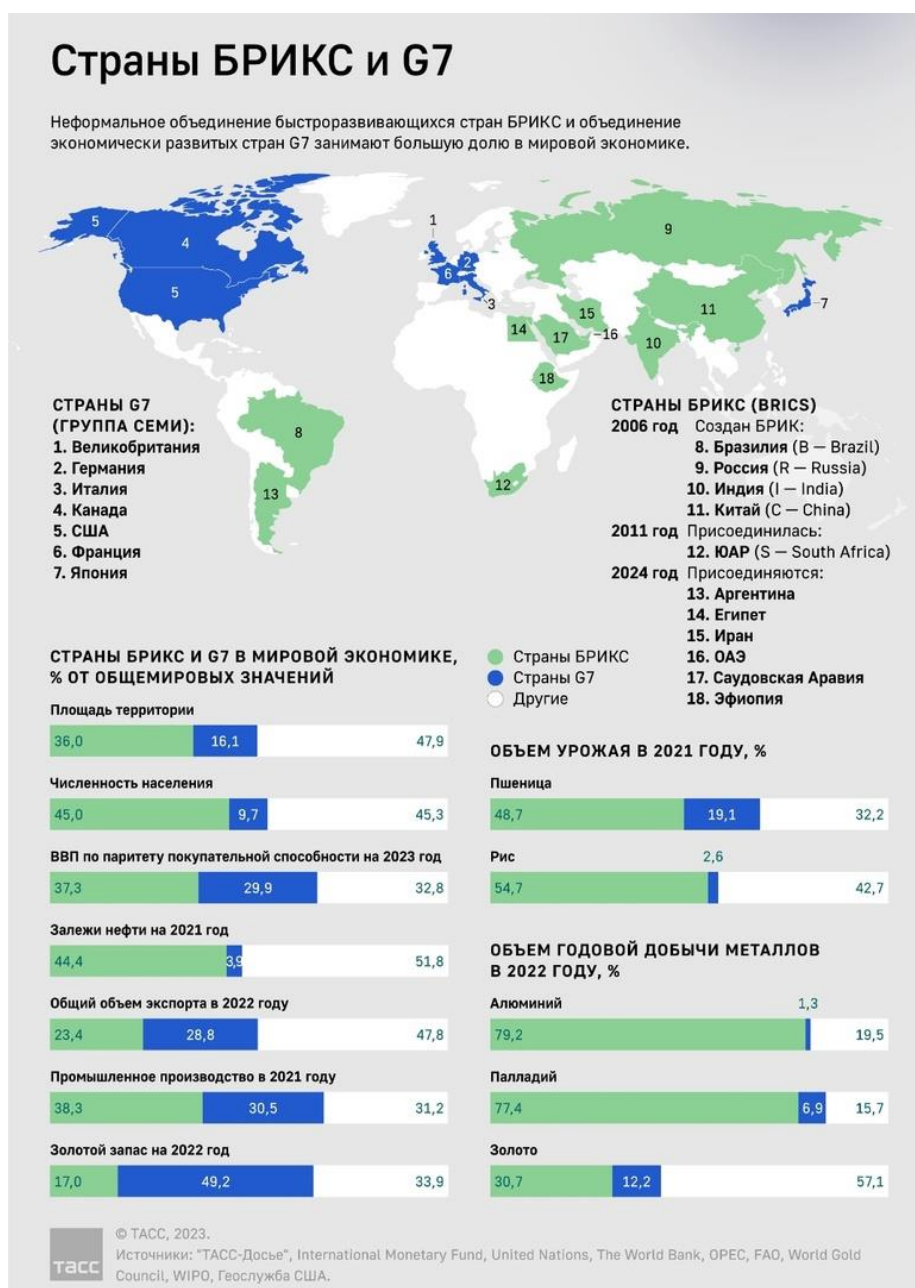 Страны БРИКС и G7
Неформальное объединение быстроразвивающихся стран БРИКС и объединение
экономически развитых стран G7 занимают большую долю в мировой экономике.
5
4
5
1
2
6
3
9
7
11
15
14
16
17
10
18
8
13
12
СТРАНЫ G7
(ГРУППА СЕМИ):
1. Великобритания
2. Германия
3. Италия
4. Канада
5. США
6. Франция
7. Япония
СТРАНЫ БРИКС (BRICS)
2006 год Создан БРИК:
8. Бразилия (B — Brazil)
9. Россия (R — Russia)
10. Индия (I — India)
11. Китай (C — China)
2011 год Присоединилась:
12. ЮАР (S — South Africa)
2024 год Присоединяются:
13. Аргентина
14. Египет
15. Иран
16. ОАЭ
17. Саудовская Аравия
18. Эфиопия
СТРАНЫ БРИКС И G7 В МИРОВОЙ ЭКОНОМИКЕ,
% ОТ ОБЩЕМИРОВЫХ ЗНАЧЕНИЙ
Страны БРИКС
Страны G7
Другие
Площадь территории
36,0 16,1 47,9
Численность населения
45,0 9,7 45,3
ВВП по паритету покупательной способности на 2023 год
37,3 29,9 32,8
Залежи нефти на 2021 год
44,4 3,9 51,8
Общий объем экспорта в 2022 году
23,4 28,8 47,8
Промышленное производство в 2021 году
38,3 30,5 31,2
Золотой запас на 2022 год
17,0 49,2 33,9
ОБЪЕМ УРОЖАЯ В 2021 ГОДУ, %
Пшеница
48,7 19,1 32,2
Рис
2,6
54,7 42,7
ОБЪЕМ ГОДОВОЙ ДОБЫЧИ МЕТАЛЛОВ
В 2022 ГОДУ, %
Алюминий
1,3
79,2 19,5
Палладий
77,4 6,9 15,7
Золото
30,7 12,2 57,1
ТАСС
© ТАСС, 2023.
Источники: "ТАСС-Досье", International Monetary Fund, United Nations, The World Bank, OPEC, FAO, World Gold
Council, WIPO, Геослужба США.